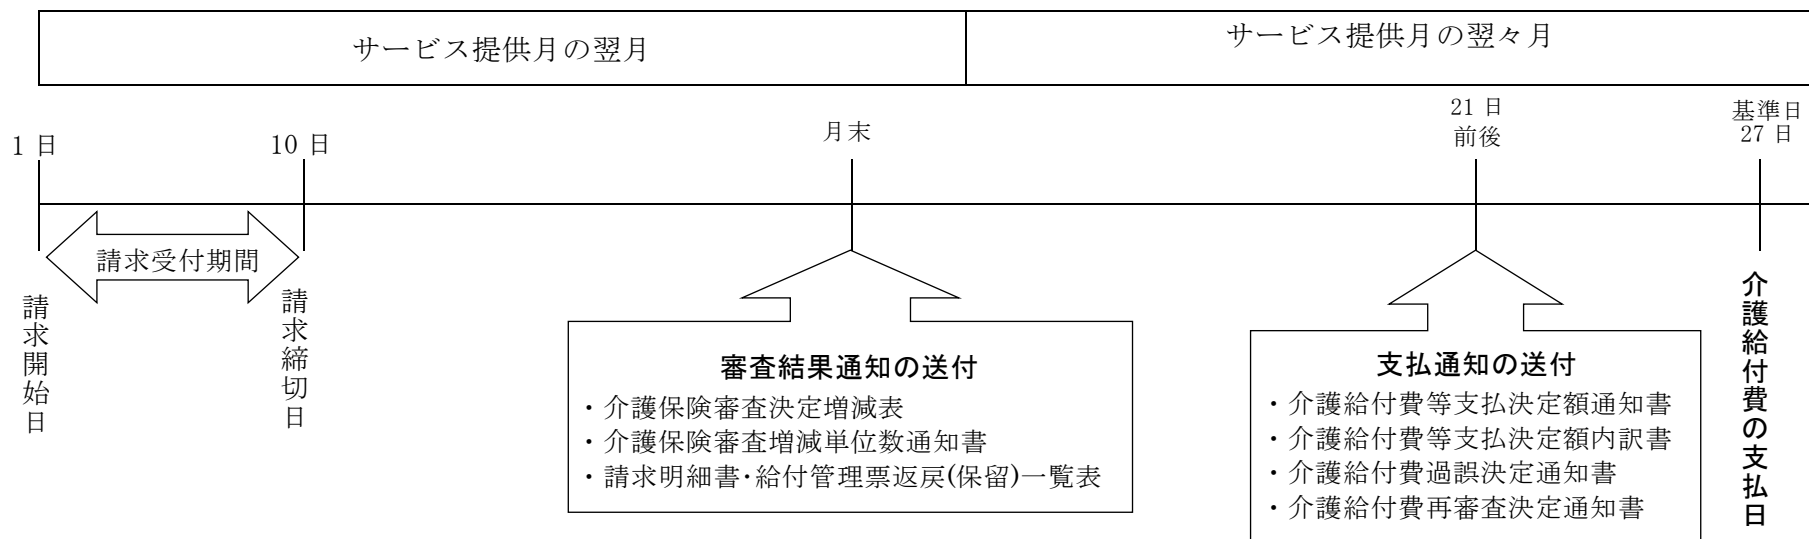 サービス提供月の翌月
サービス提供月の翌々月
1 日
10 日
月末
21 日
前後
基準日
27 日
請求受付期間
請求開始日
請求締切日
審査結果通知の送付
・介護保険審査決定増減表
・介護保険審査増減単位数通知書
・請求明細書・給付管理票返戻(保留)一覧表
支払通知の送付
・介護給付費等支払決定額通知書
・介護給付費等支払決定額内訳書
・介護給付費過誤決定通知書
・介護給付費再審査決定通知書
介護給付費の支払日